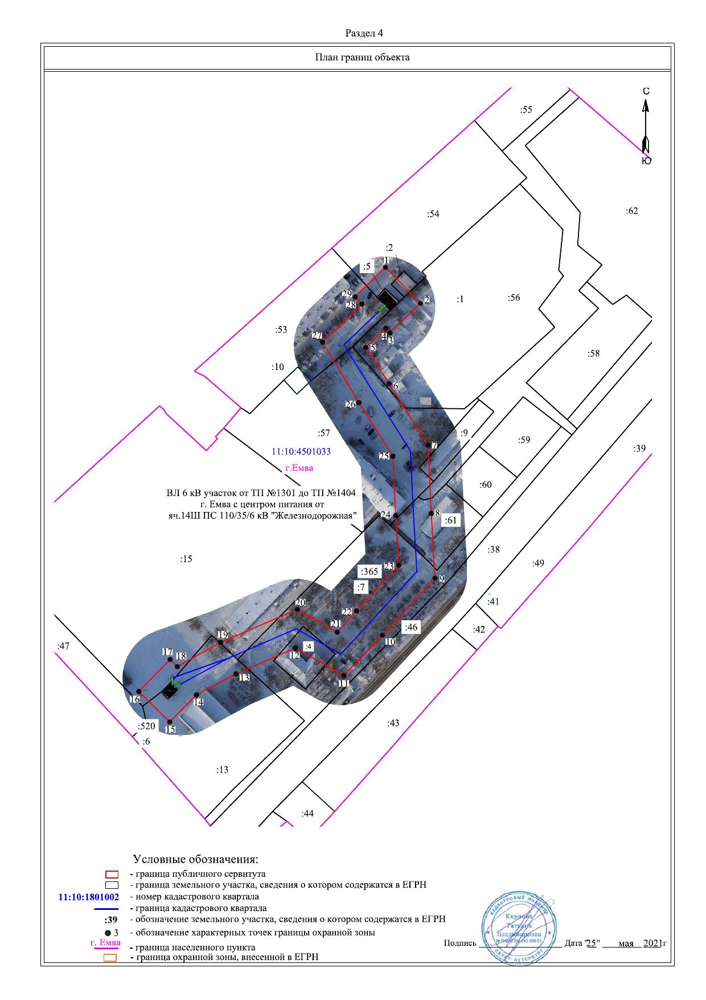 Раздел 4
План границ объекта
С
Ю
:55
:62
:54
:2
:5
1
29
28
2
:1
:56
:53
27
4
3
5
:58
:10
6
26
:57
:9
7
:59
:39
11:10:4501033
г.Емва
25
:60
ВЛ 6 кВ участок от ТП №1301 до ТП №1404
г. Емва с центром питания от
яч.14Ш ПС 110/35/6 кВ "Железнодорожная"
24
8
:61
:38
:15
:49
:365
23
9
:7
:41
20
22
21
:46
:42
10
:47
19
:4
12
17
18
13
11
16
14
:520
15
:6
:43
:13
:44
Условные обозначения:
- граница публичного сервитута
- граница земельного участка, сведения о котором содержатся в ЕГРН
11:10:1801002 - номер кадастрового квартала
- граница кадастрового квартала
:39 - обозначение земельного участка, сведения о котором содержатся в ЕГРН
3 - обозначение характерных точек границы охранной зоны
г. Емва
- граница населенного пункта
- граница охранной зоны, внесенной в ЕГРН
КАДАСТРОВЫЙ ИНЖЕНЕР
Карпова
Татьяна
Владимировна
САНКТ-ПЕТЕРБУРГ
Подпись Дата "25" мая 2021г